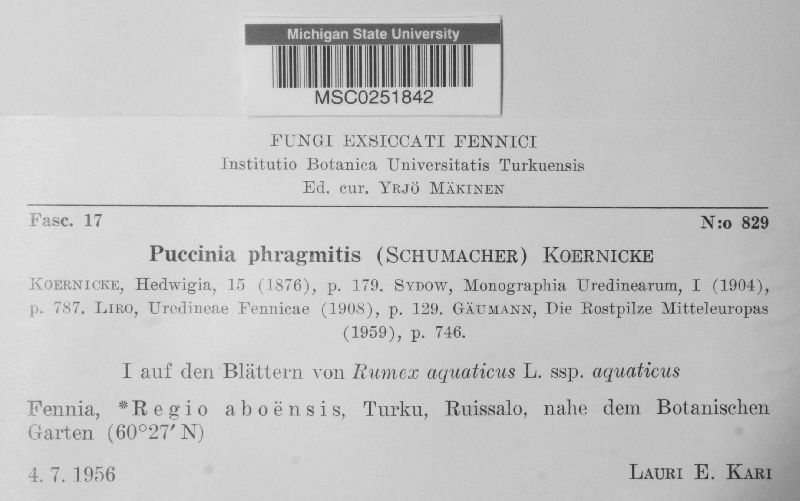 Michigan State University
MSC0251842
FUNGI EXSICCATI FENNICI
Institutio Botanica Universitatis Turkuensis
Ed. cur. YRJÖ MÄKINEN
Fasc. 17 N:o 829
Puccinia phragmitis (SCHUMACHER) KOERNICKE
KOERNICKE, Hedwigia, 15 (1876), p. 179. SYDOW, Monographia Uredinearum, I (1904),
p. 787. LIRO, Uredineae Fennicae (1908), p. 129. GÄUMANN, Die Rostpilze Mitteleuropas
(1959), p. 746.
I auf den Blättern von Rumex aquaticus L. ssp. aquaticus
Fennia, *Regio aboënsis, Turku, Ruissalo, nahe dem Botanischen
Garten (60°27′ N)
4. 7. 1956 LAURI E. KARI